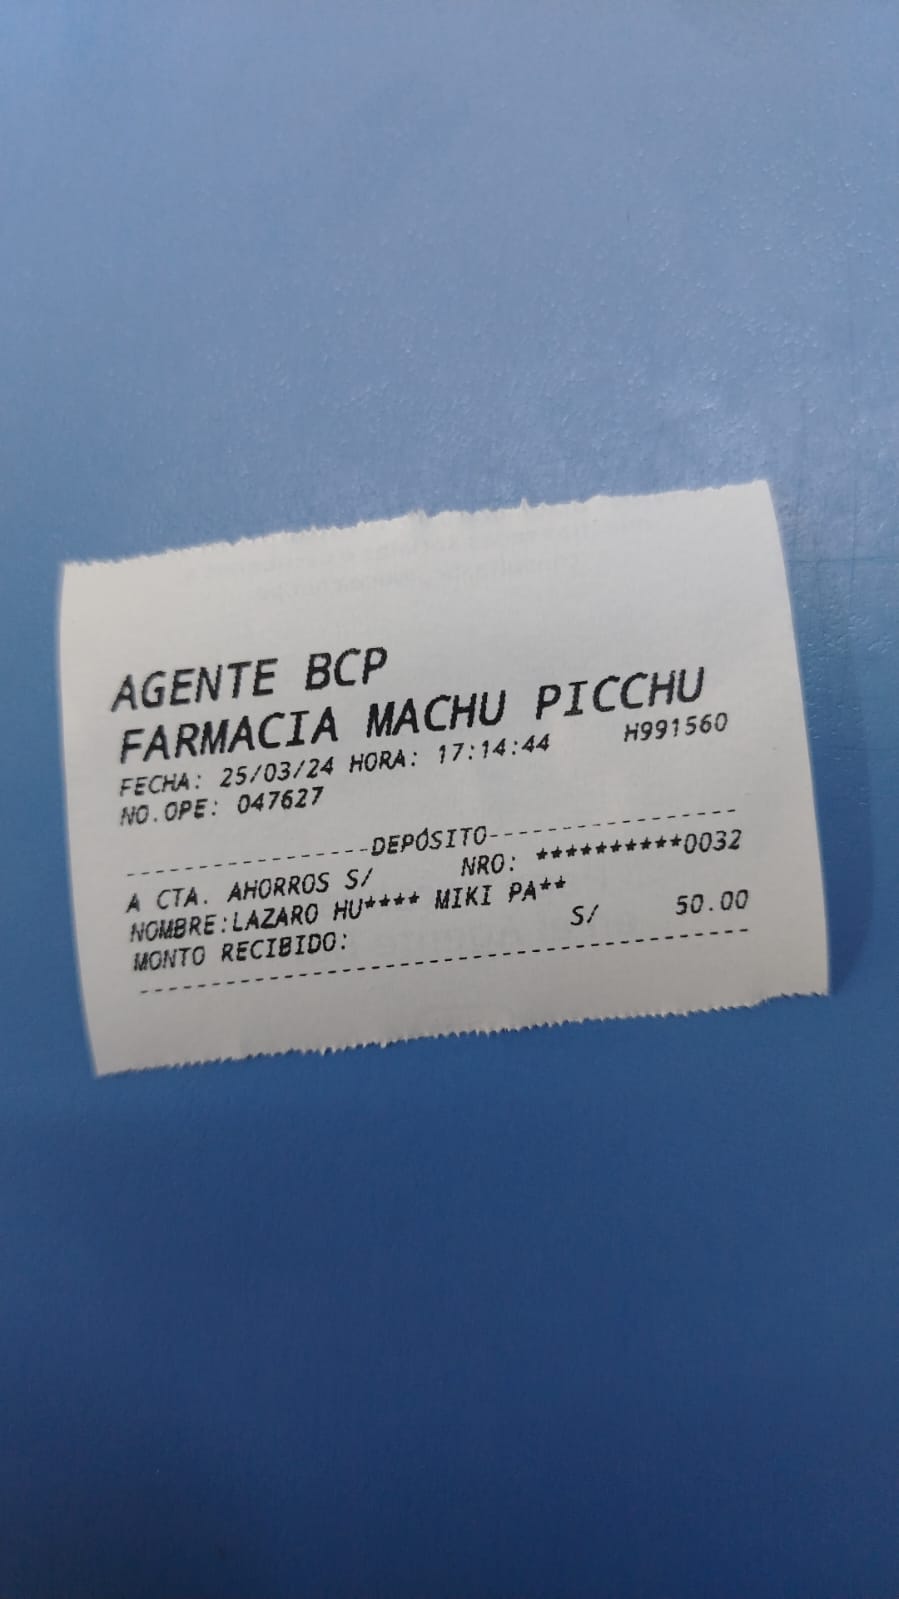 AGENTE BCP
FARMACIA MACHU PICCHU
FECHA: 25/03/24 HORA: 17:14:44 H991560
NO.OPE: 047627
-----------------DEPÓSITO-----------------
A CTA. AHORROS S/ NRO: **********0032
NOMBRE:LAZARO HU**** MIKI PA**
MONTO RECIBIDO: S/ 50.00
------------------------------------------